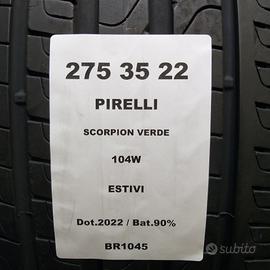 275 35 22
PIRELLI
SCORPION VERDE
104W
ESTIVI
Dot.2022 / Bat.90%
BR1045
subito